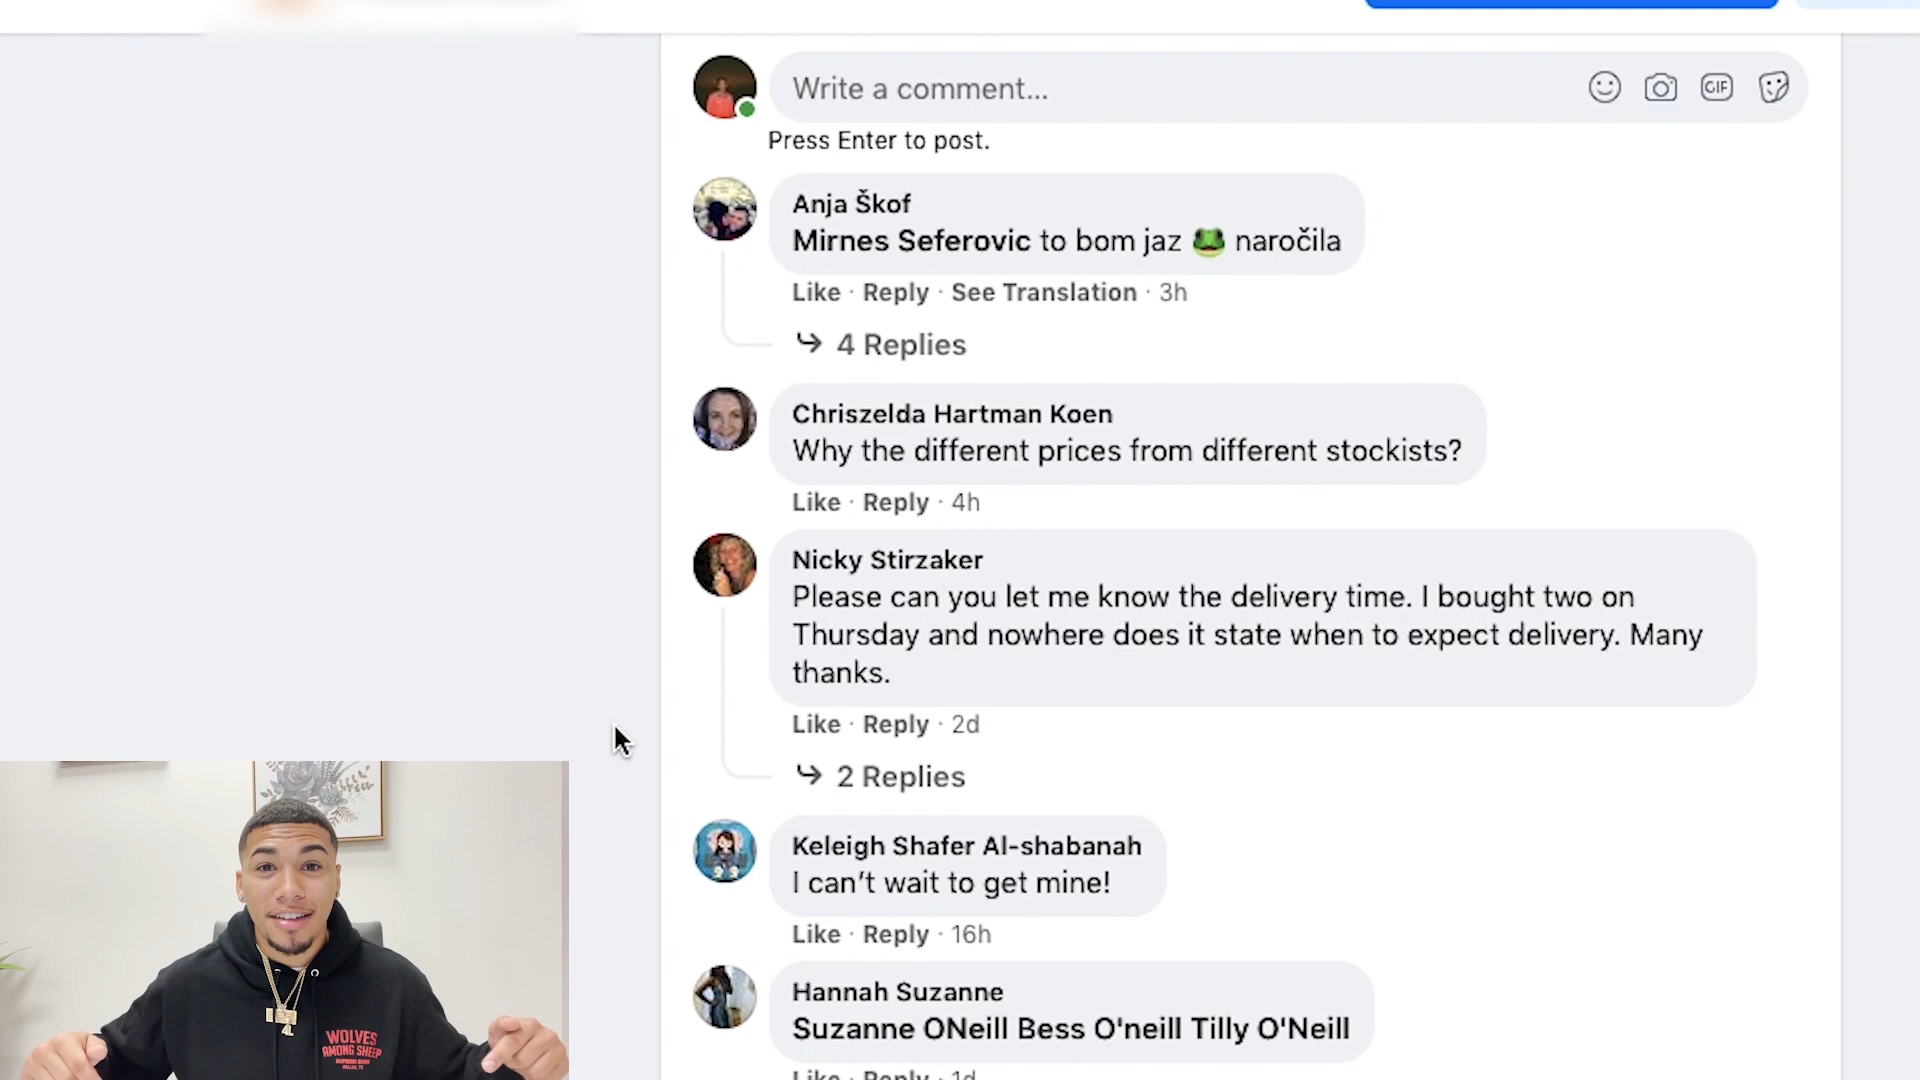 Write a comment...
GIF
Press Enter to post.
Anja Škof
Mirnes Seferovic to bom jaz 🐸 naročila
Like · Reply · See Translation · 3h
4 Replies
Chriszelda Hartman Koen
Why the different prices from different stockists?
Like · Reply · 4h
Nicky Stirzaker
Please can you let me know the delivery time. I bought two on
Thursday and nowhere does it state when to expect delivery. Many
thanks.
Like · Reply · 2d
2 Replies
Keleigh Shafer Al-shabanah
I can't wait to get mine!
Like · Reply · 16h
Hannah Suzanne
Suzanne ONeill Bess O'neill Tilly O'Neill
Like · Reply · 1d
WOLVES
AMONG SHEEP